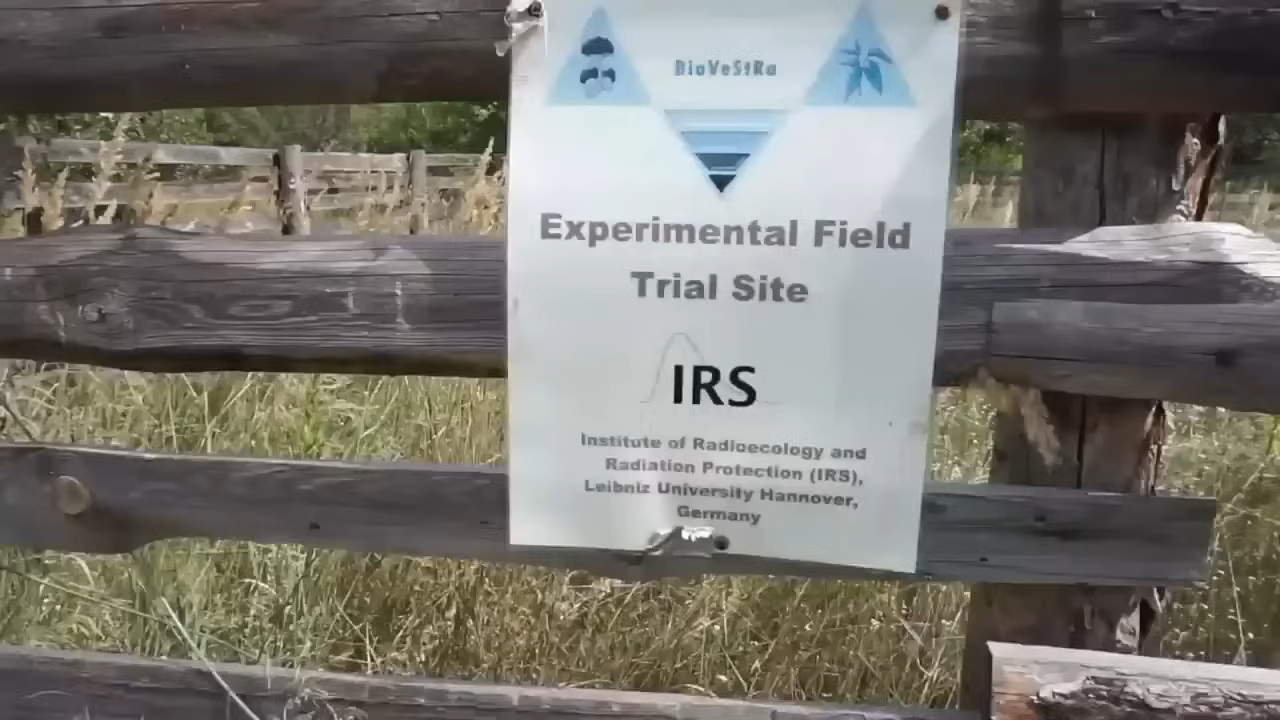 BioVeStRa
Experimental Field
Trial Site
IRS
Institute of Radioecology and
Radiation Protection (IRS),
Leibniz University Hannover,
Germany